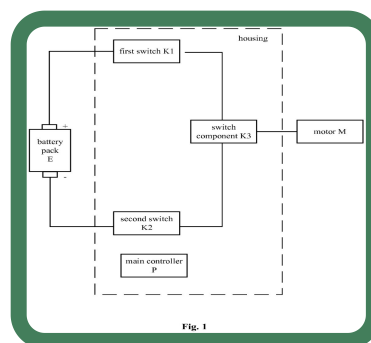 housing
first switch K1
+
battery
pack
E
-
switch
component K3
motor M
second switch
K2
main controller
P
Fig. 1